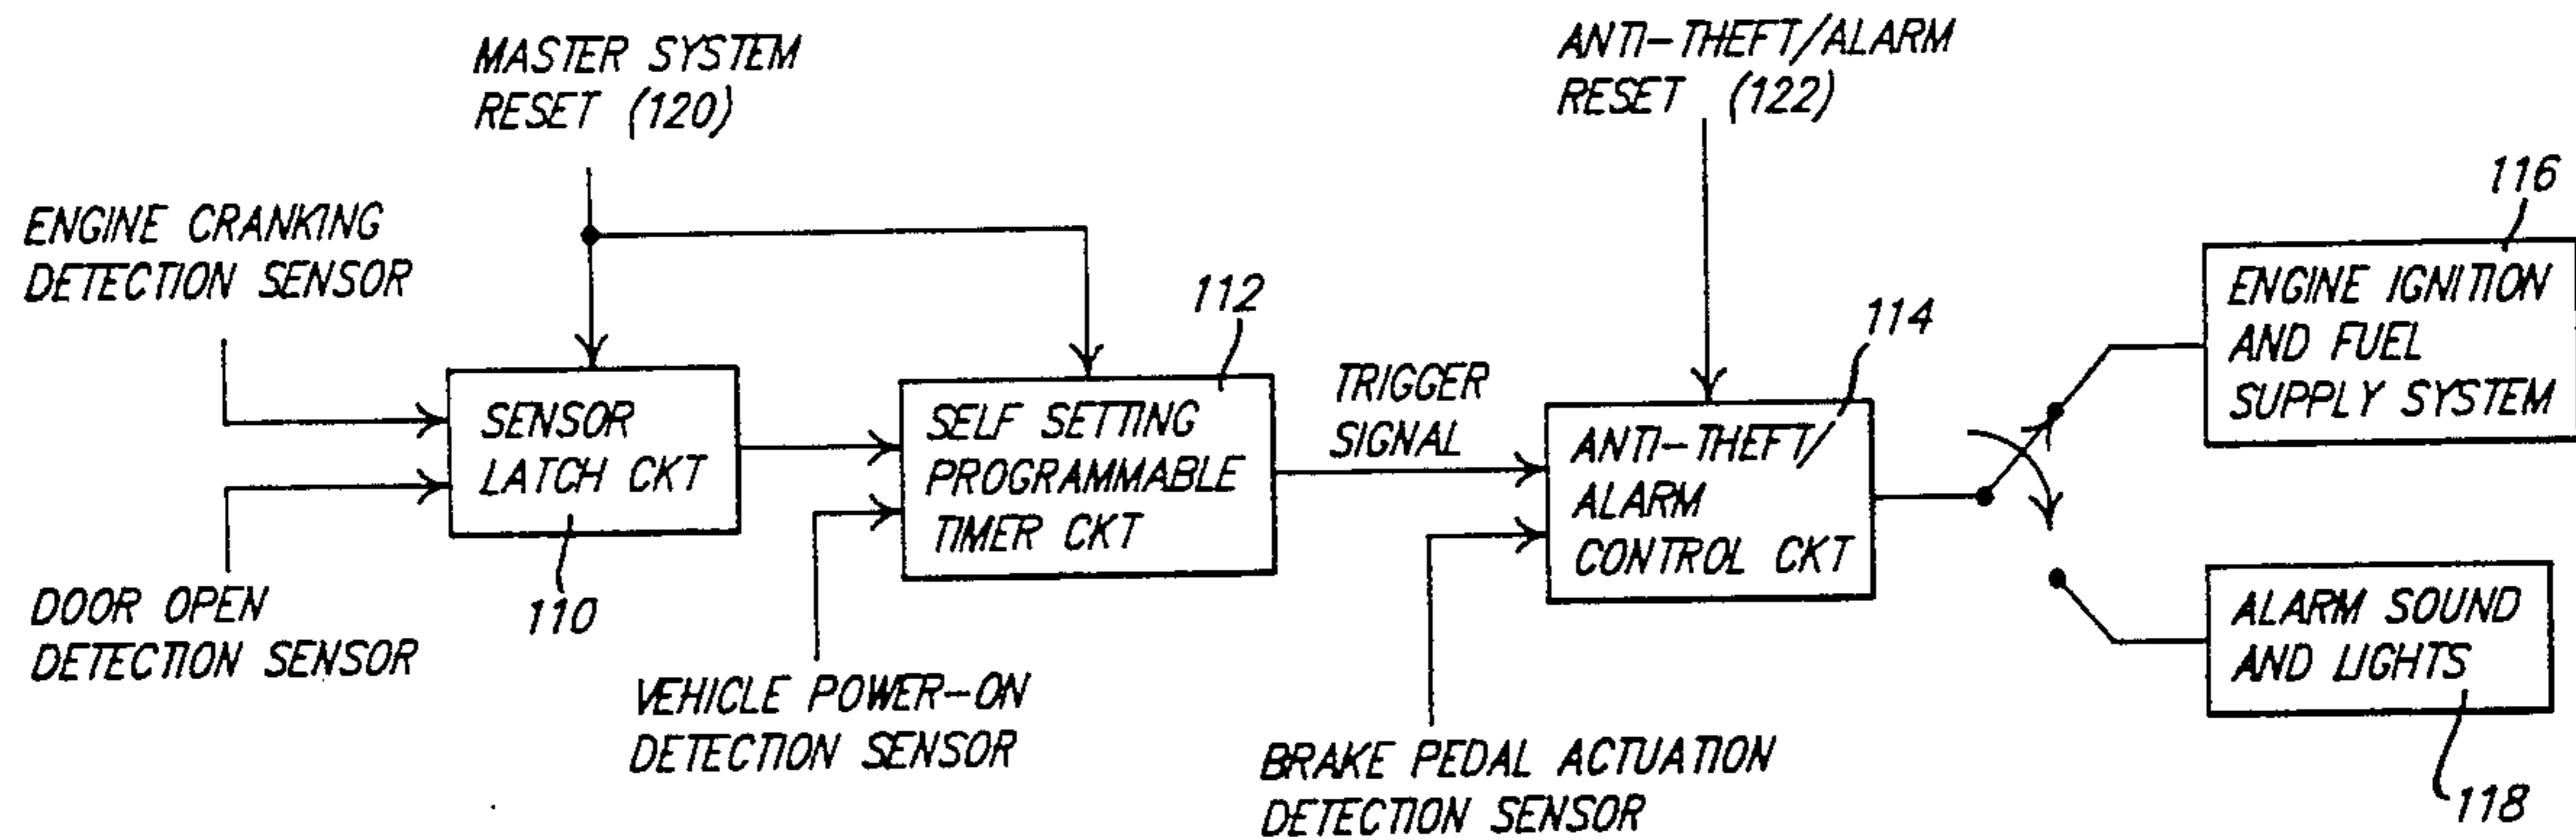 MASTER SYSTEM
RESET (120)
ANTI-THEFT/ALARM
RESET (122)
ENGINE CRANKING
DETECTION SENSOR
DOOR OPEN
DETECTION SENSOR
SENSOR
LATCH CKT
110
VEHICLE POWER-ON
DETECTION SENSOR
112
SELF SETTING
PROGRAMMABLE
TIMER CKT
TRIGGER
SIGNAL
BRAKE PEDAL ACTUATION
DETECTION SENSOR
114
ANTI-THEFT/
ALARM
CONTROL CKT
116
ENGINE IGNITION
AND FUEL
SUPPLY SYSTEM
ALARM SOUND
AND LIGHTS
118